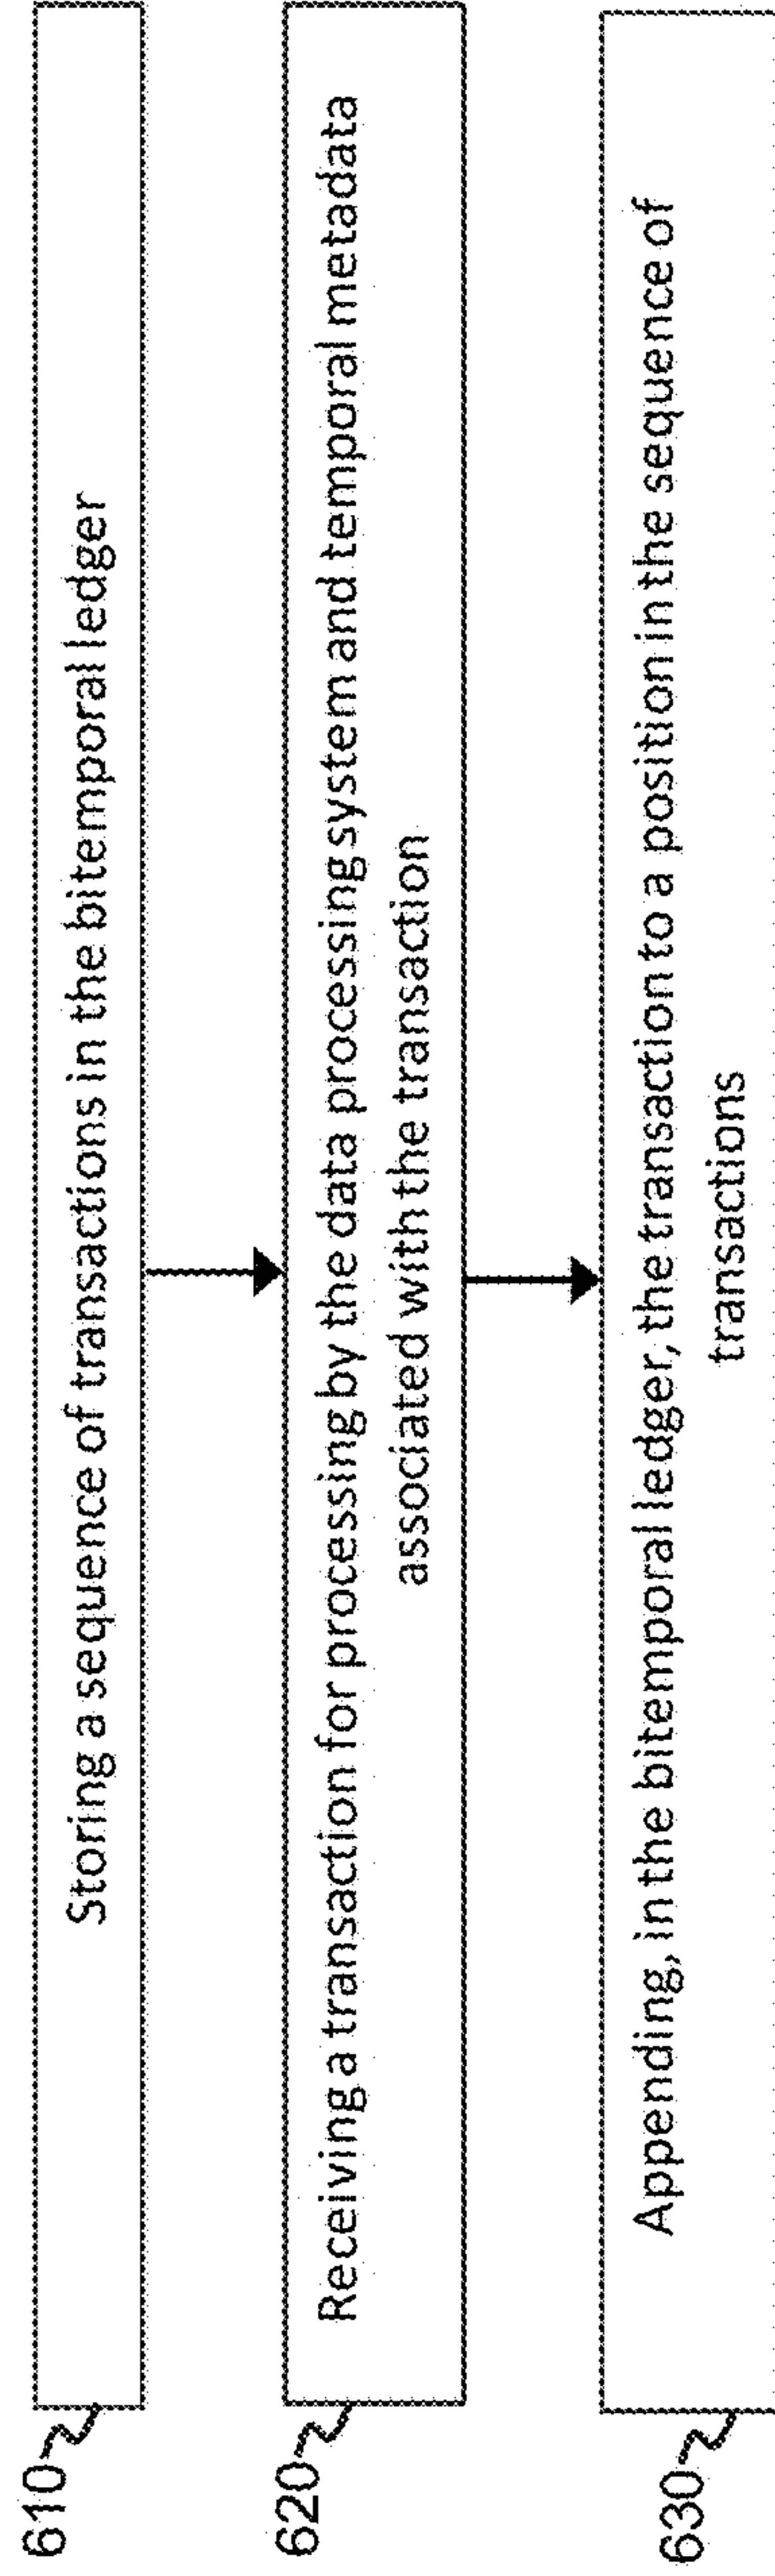 610
Storing a sequence of transactions in the bitemporal ledger
620
Receiving a transaction for processing by the data processing system and temporal metadata
associated with the transaction
630
Appending, in the bitemporal ledger, the transaction to a position in the sequence of
transactions